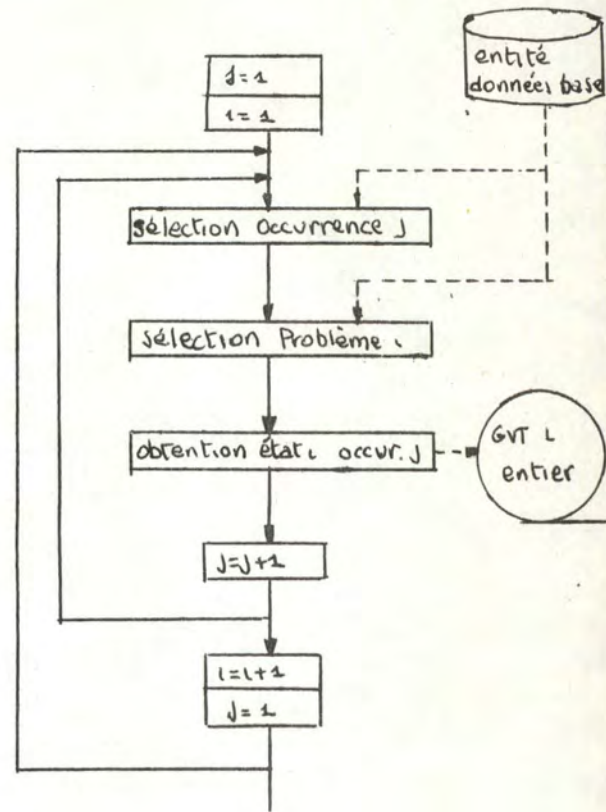 entité
données base
j=1
i=1
sélection occurrence j
sélection Problème i
obtention état i occur. j
GVT i
entier
j=j+1
i=i+1
j=1